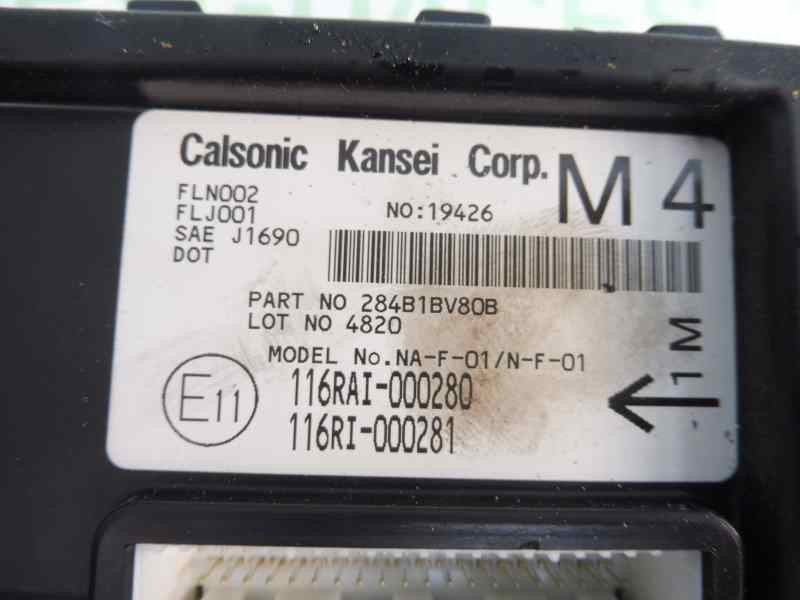 Calsonic Kansei Corp. M4
FLN002
FLJ001 NO:19426
SAE J1690
DOT
PART NO 284B1BV80B
LOT NO 4820
MODEL No.NA-F-01/N-F-01
E11 116RAI-000280
116RI-000281
1M